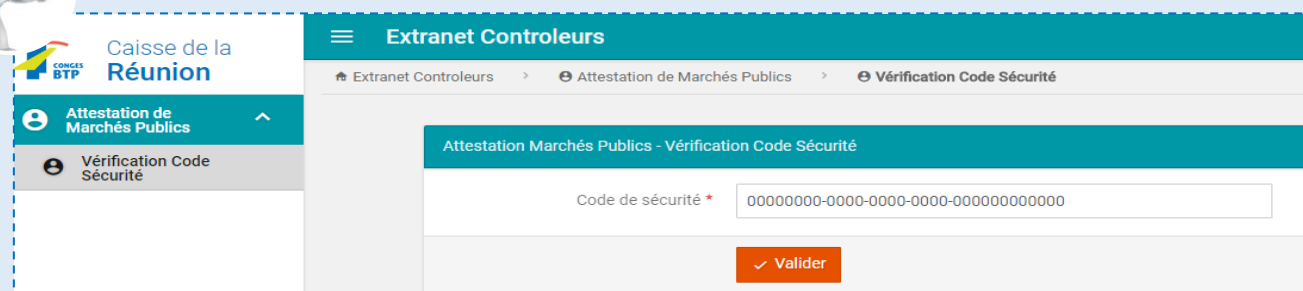 CONGES
BTP
Caisse de la
Réunion
Extranet Controleurs
Extranet Controleurs > Attestation de Marchés Publics > Vérification Code Sécurité
Attestation de
Marchés Publics
Vérification Code
Sécurité
Attestation Marchés Publics - Vérification Code Sécurité
Code de sécurité * 00000000-0000-0000-0000-000000000000
Valider